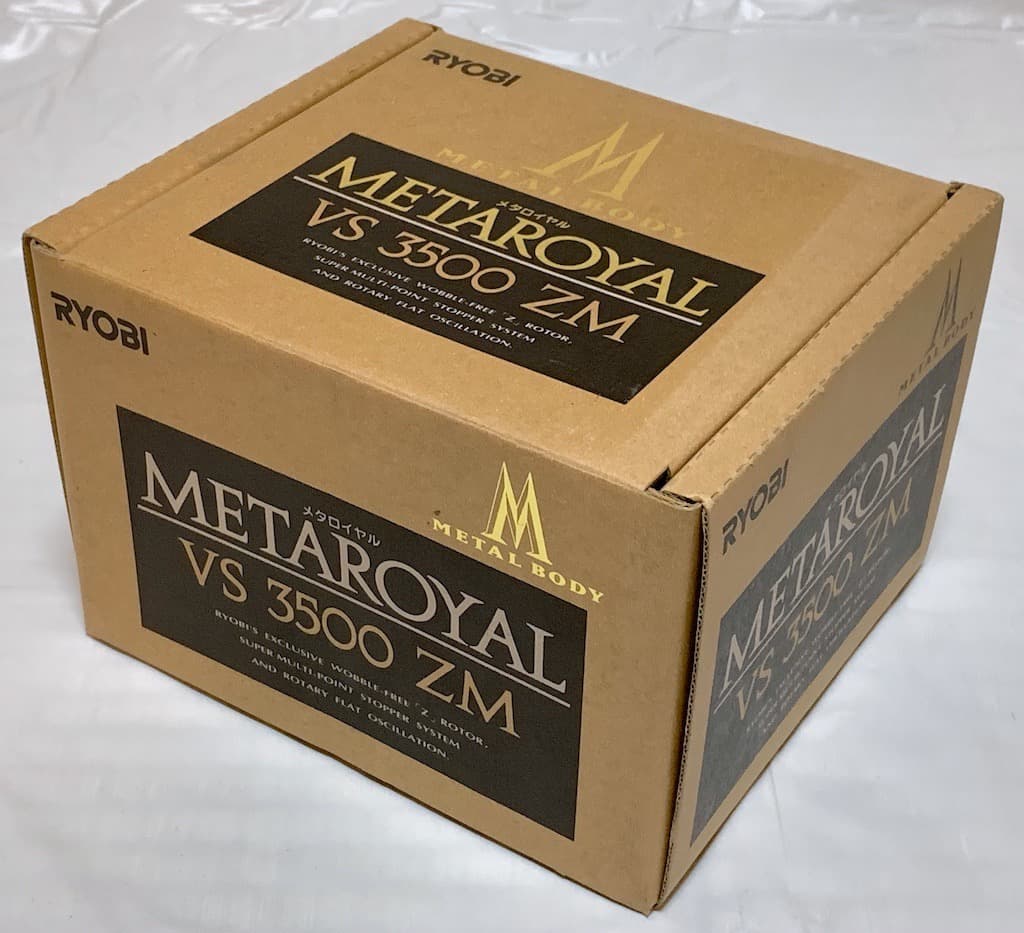 RYOBI
METAL BODY
METAROYAL
メタロイヤル
VS 3500 ZM
RYOBI'S EXCLUSIVE WOBBLE-FREE「Z」ROTOR,
SUPER MULTI-POINT STOPPER SYSTEM
AND ROTARY FLAT OSCILLATION.
RYOBI
METAL BODY
メタロイヤル
METAROYAL
VS 3500 ZM
RYOBI'S EXCLUSIVE WOBBLE-FREE「Z」ROTOR,
SUPER MULTI-POINT STOPPER SYSTEM
AND ROTARY FLAT OSCILLATION.
METAL BODY
RYOBI
METAROYAL
VS 3500 ZM